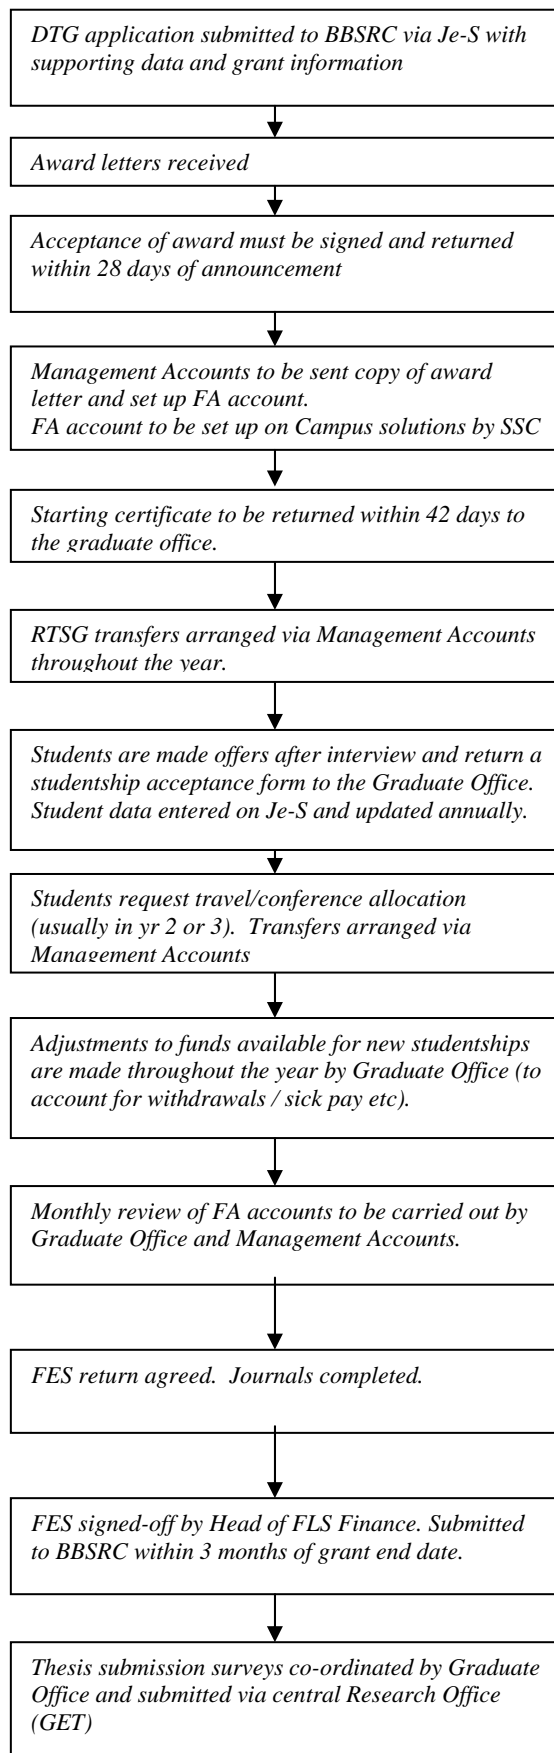 DTG application submitted to BBSRC via Je-S with
supporting data and grant information
Award letters received
Acceptance of award must be signed and returned
within 28 days of announcement
Management Accounts to be sent copy of award
letter and set up FA account.
FA account to be set up on Campus solutions by SSC
Starting certificate to be returned within 42 days to
the graduate office.
RTSG transfers arranged via Management Accounts
throughout the year.
Students are made offers after interview and return a
studentship acceptance form to the Graduate Office.
Student data entered on Je-S and updated annually.
Students request travel/conference allocation
(usually in yr 2 or 3).  Transfers arranged via
Management Accounts
Adjustments to funds available for new studentships
are made throughout the year by Graduate Office (to
account for withdrawals / sick pay etc).
Monthly review of FA accounts to be carried out by
Graduate Office and Management Accounts.
FES return agreed.  Journals completed.
FES signed-off by Head of FLS Finance. Submitted
to BBSRC within 3 months of grant end date.
Thesis submission surveys co-ordinated by Graduate
Office and submitted via central Research Office
(GET)